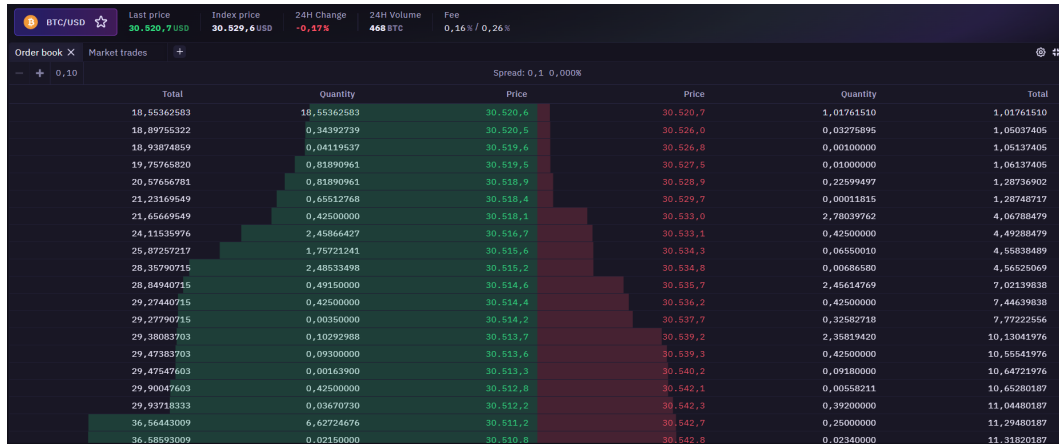 BTC/USD
Last price Index price 24H Change 24H Volume Fee
30.520,7 USD 30.529,6 USD -0,17 % 468 BTC 0,16 % / 0,26 %
Order book Market trades +
− + 0,10 Spread: 0,1 0,000%
Total Quantity Price Price Quantity Total
18,55362583 18,55362583 30.520,6 30.520,7 1,01761510 1,01761510
18,89755322 0,34392739 30.520,5 30.526,0 0,03275895 1,05037405
18,93874859 0,04119537 30.519,6 30.526,8 0,00100000 1,05137405
19,75765820 0,81890961 30.519,5 30.527,5 0,01000000 1,06137405
20,57656781 0,81890961 30.518,9 30.528,9 0,22599497 1,28736902
21,23169549 0,65512768 30.518,4 30.529,7 0,00011815 1,28748717
21,65669549 0,42500000 30.518,1 30.533,0 2,78039762 4,06788479
24,11535976 2,45866427 30.516,7 30.533,1 0,42500000 4,49288479
25,87257217 1,75721241 30.515,6 30.534,3 0,06550010 4,55838489
28,35790715 2,48533498 30.515,2 30.534,8 0,00686580 4,56525069
28,84940715 0,49150000 30.514,6 30.535,7 2,45614769 7,02139838
29,27440715 0,42500000 30.514,4 30.536,2 0,42500000 7,44639838
29,27790715 0,00350000 30.514,2 30.537,7 0,32582718 7,77222556
29,38083703 0,10292988 30.513,7 30.539,2 2,35819420 10,13041976
29,47383703 0,09300000 30.513,6 30.539,3 0,42500000 10,55541976
29,47547603 0,00163900 30.513,3 30.540,2 0,09180000 10,64721976
29,90047603 0,42500000 30.512,8 30.542,1 0,00558211 10,65280187
29,93718333 0,03670730 30.512,2 30.542,3 0,39200000 11,04480187
36,56443009 6,62724676 30.511,2 30.542,7 0,25000000 11,29480187
36,58593009 0,02150000 30.510,8 30.542,8 0,02340000 11,31820187